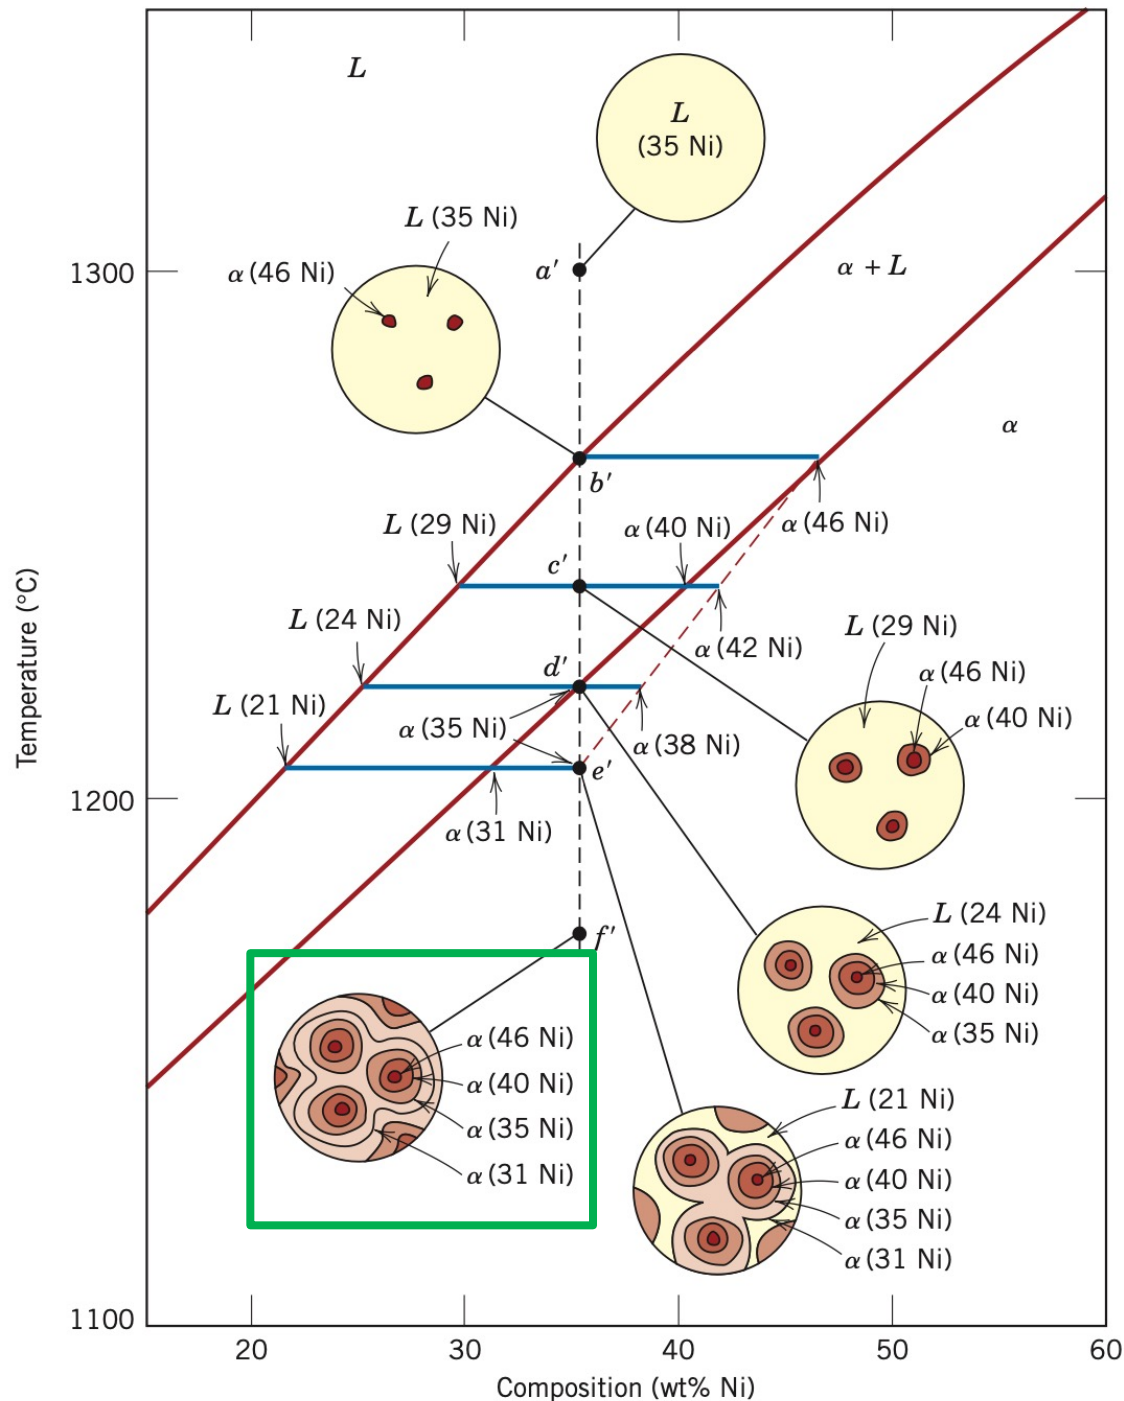 L
L
(35 Ni)
L (35 Ni)
α (46 Ni)
1300
a′
α + L
α
b′
α (46 Ni)
L (29 Ni)
α (40 Ni)
c′
L (24 Ni)
α (42 Ni)
L (29 Ni)
d′
α (46 Ni)
L (21 Ni)
α (35 Ni)
α (40 Ni)
α (38 Ni)
e′
Temperature (°C)
1200
α (31 Ni)
L (24 Ni)
f′
α (46 Ni)
α (40 Ni)
α (35 Ni)
α (46 Ni)
α (40 Ni)
α (35 Ni)
α (31 Ni)
L (21 Ni)
α (46 Ni)
α (40 Ni)
α (35 Ni)
α (31 Ni)
1100
20 30 40 50 60
Composition (wt% Ni)